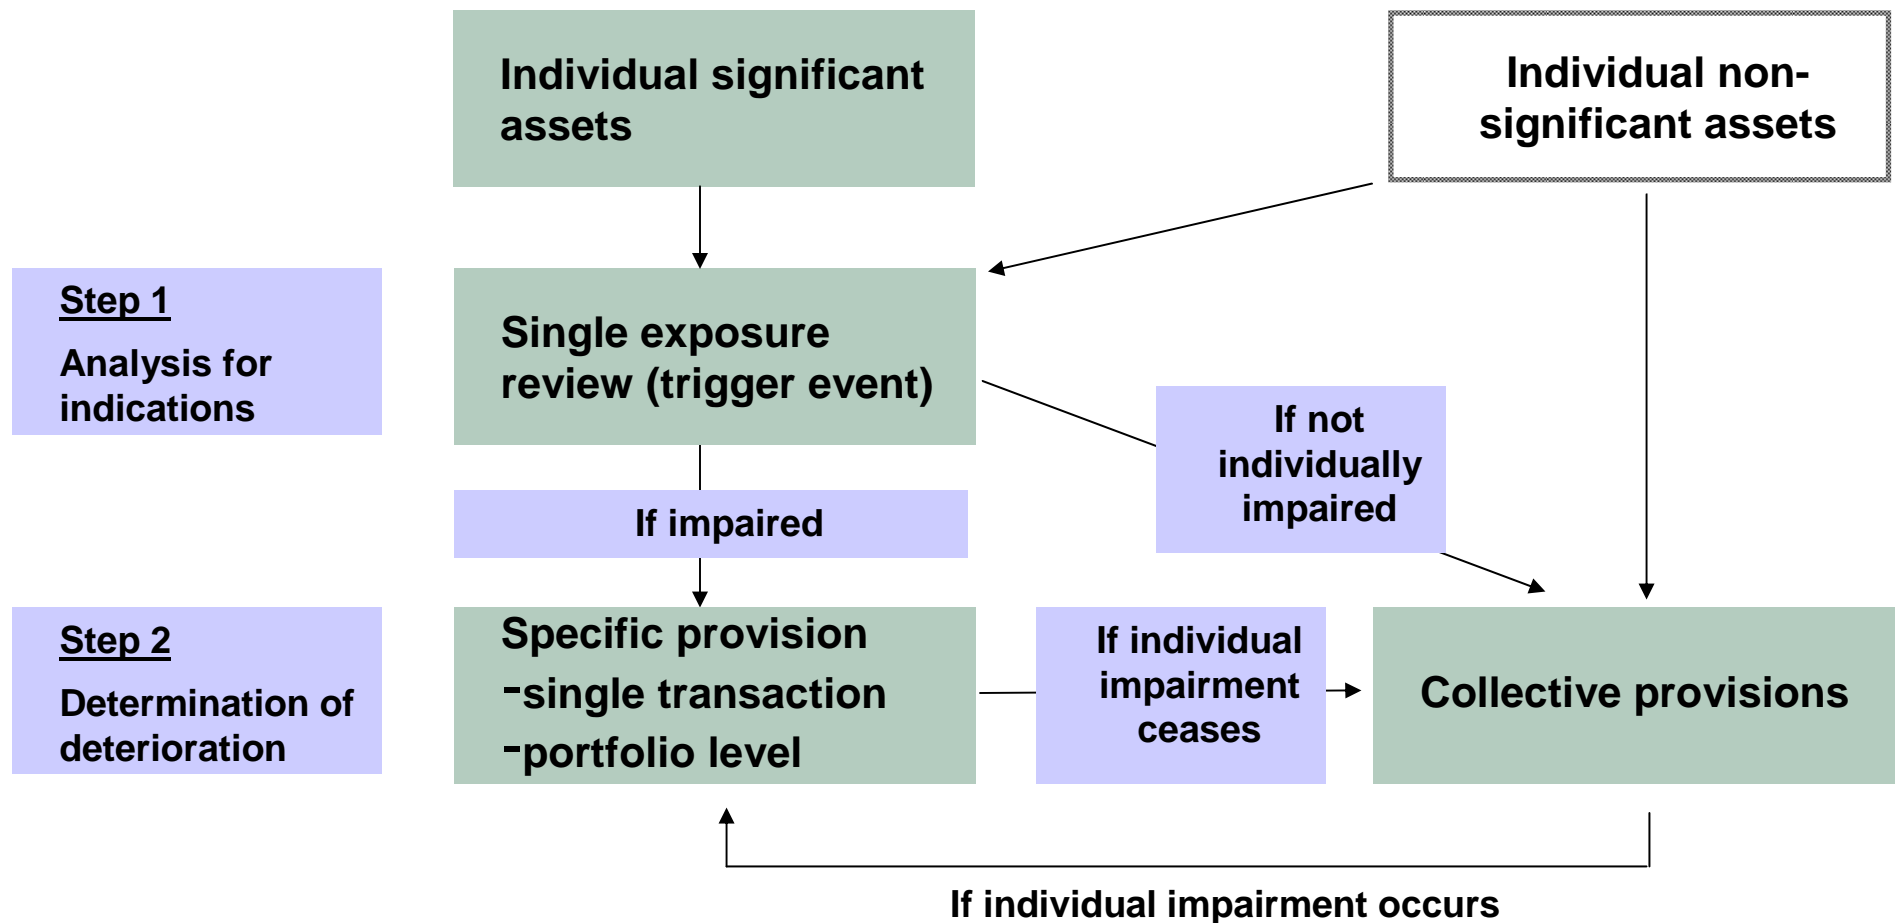 Individual significant
assets
Individual non-
significant assets
Step 1
Analysis for
indications
Single exposure
review (trigger event)
If not
individually
impaired
If impaired
Step 2
Determination of
deterioration
Specific provision
-single transaction
-portfolio level
If individual
impairment
ceases
Collective provisions
If individual impairment occurs